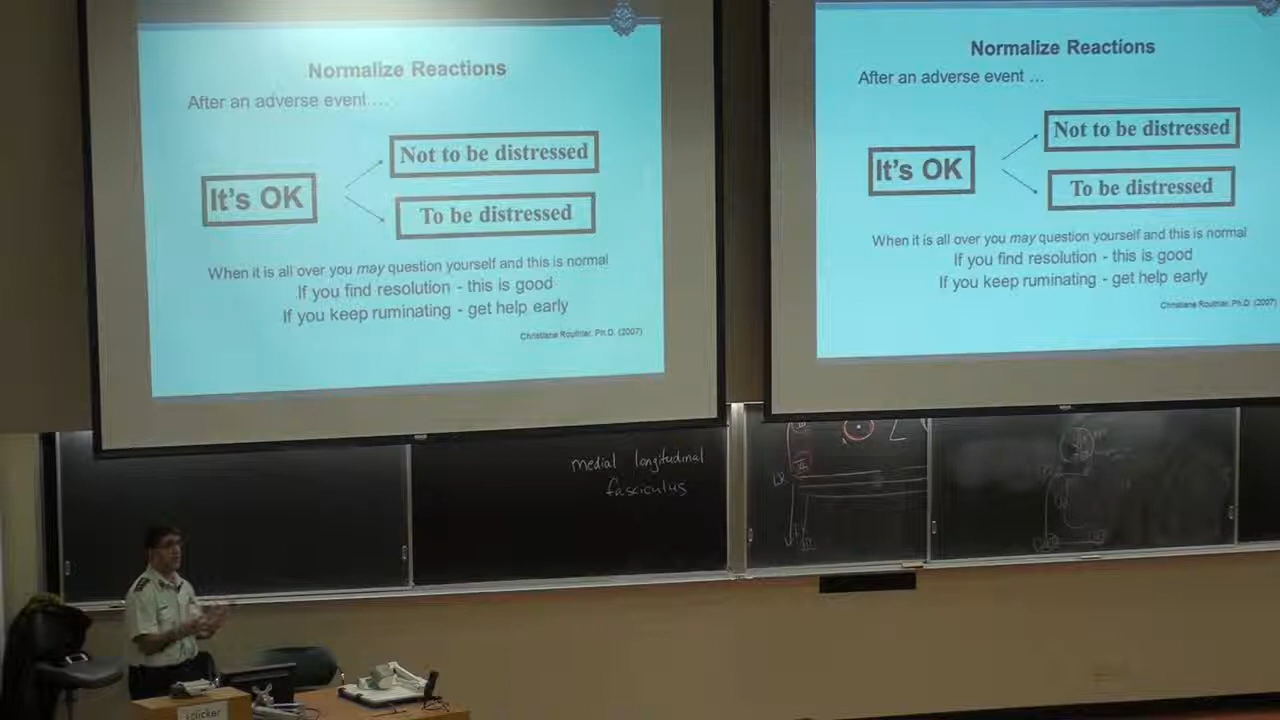 Normalize Reactions
After an adverse event ...
It's OK
Not to be distressed
To be distressed
When it is all over you may question yourself and this is normal
If you find resolution - this is good
If you keep ruminating - get help early
Christiane Routhier, Ph.D. (2007)
Normalize Reactions
After an adverse event ...
It's OK
Not to be distressed
To be distressed
When it is all over you may question yourself and this is normal
If you find resolution - this is good
If you keep ruminating - get help early
Christiane Routhier, Ph.D. (2007)
medial longitudinal
fasciculus